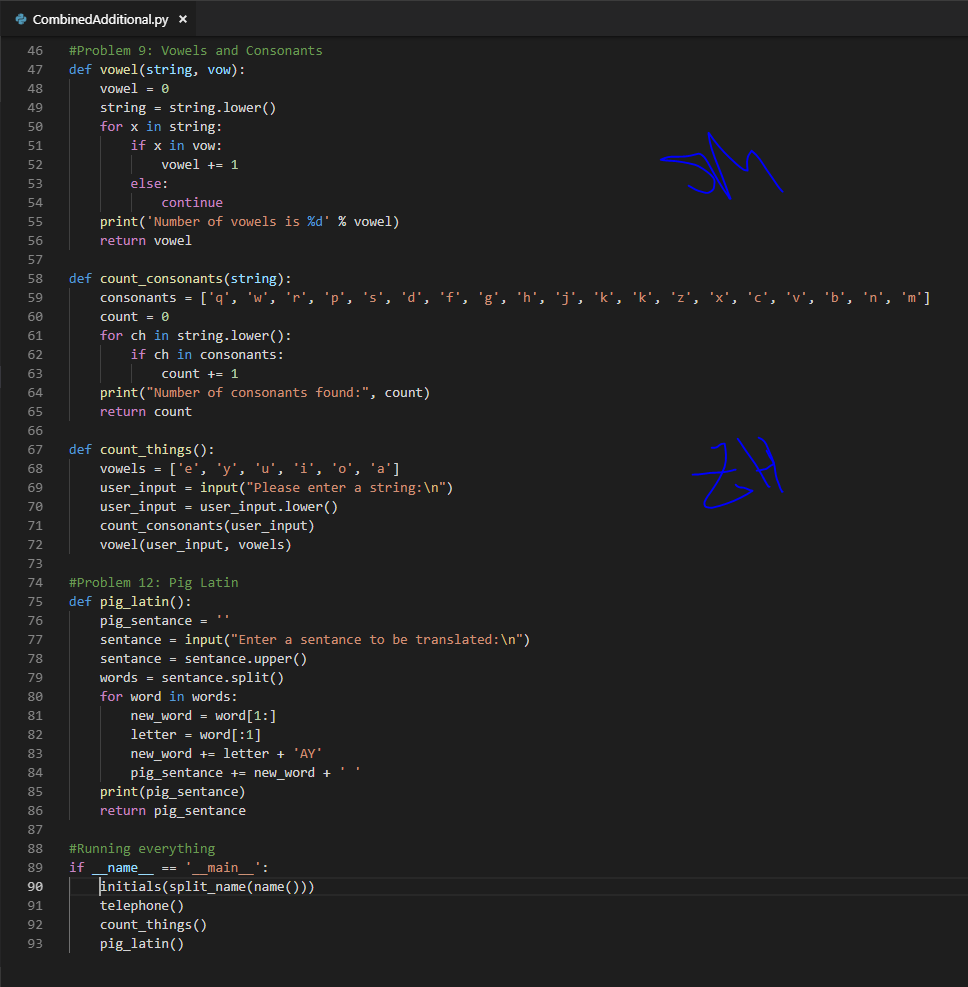 CombinedAdditional.py ×
46 #Problem 9: Vowels and Consonants
47 def vowel(string, vow):
48     vowel = 0
49     string = string.lower()
50     for x in string:
51         if x in vow:
52             vowel += 1
53         else:
54             continue
55     print('Number of vowels is %d' % vowel)
56     return vowel
57
58 def count_consonants(string):
59     consonants = ['q', 'w', 'r', 'p', 's', 'd', 'f', 'g', 'h', 'j', 'k', 'k', 'z', 'x', 'c', 'v', 'b', 'n', 'm']
60     count = 0
61     for ch in string.lower():
62         if ch in consonants:
63             count += 1
64     print("Number of consonants found:", count)
65     return count
66
67 def count_things():
68     vowels = ['e', 'y', 'u', 'i', 'o', 'a']
69     user_input = input("Please enter a string:\n")
70     user_input = user_input.lower()
71     count_consonants(user_input)
72     vowel(user_input, vowels)
73
74 #Problem 12: Pig Latin
75 def pig_latin():
76     pig_sentance = ''
77     sentance = input("Enter a sentance to be translated:\n")
78     sentance = sentance.upper()
79     words = sentance.split()
80     for word in words:
81         new_word = word[1:]
82         letter = word[:1]
83         new_word += letter + 'AY'
84         pig_sentance += new_word + ' '
85     print(pig_sentance)
86     return pig_sentance
87
88 #Running everything
89 if __name__ == '__main__':
90     initials(split_name(name()))
91     telephone()
92     count_things()
93     pig_latin()